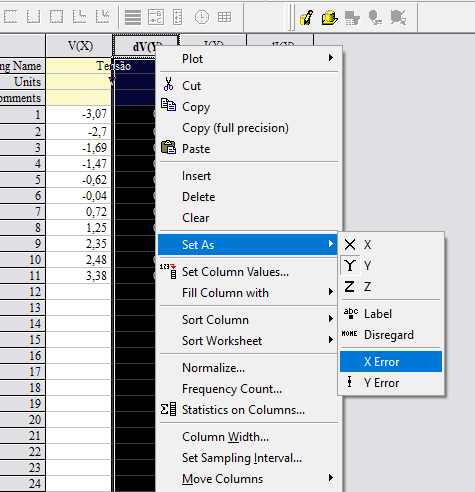 V(X) dV(Y)
ng Name Tensão
Units V
omments
1 -3,07
2 -2,7
3 -1,69
4 -1,47
5 -0,62
6 -0,04
7 0,72
8 1,25
9 2,35
10 2,48
11 3,38
12
13
14
15
16
17
18
19
20
21
22
23
24
Plot
Cut
Copy
Copy (full precision)
Paste
Insert
Delete
Clear
Set As
Set Column Values...
Fill Column with
Sort Column
Sort Worksheet
Normalize...
Frequency Count...
Statistics on Columns...
Column Width...
Set Sampling Interval...
Move Columns
X
Y
Z
abc Label
NONE Disregard
X Error
Y Error